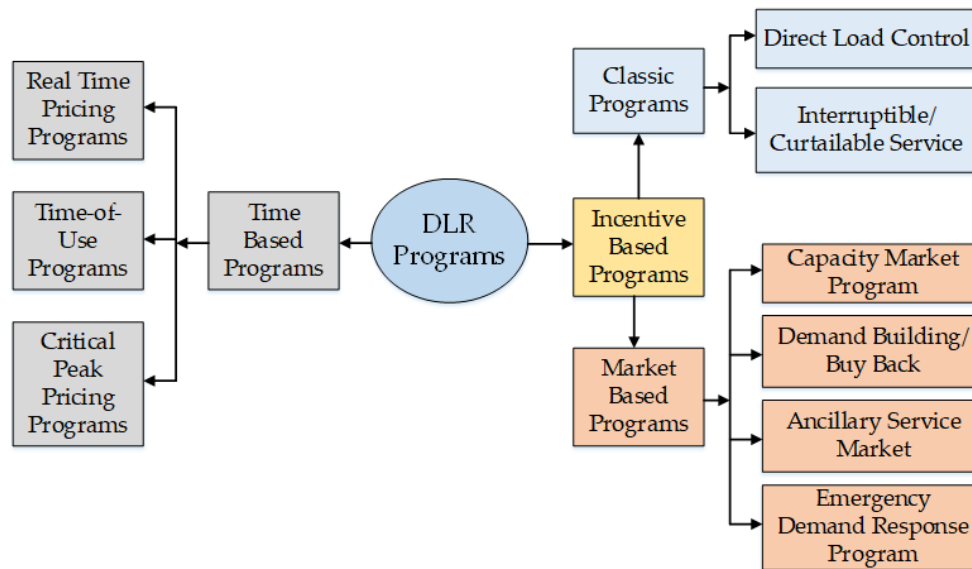 Real Time
Pricing
Programs
Time-of-
Use Programs
Critical
Peak
Pricing
Programs
Time
Based
Programs
DLR
Programs
Incentive
Based
Programs
Classic
Programs
Direct Load Control
Interruptible/
Curtailable Service
Market
Based
Programs
Capacity Market
Program
Demand Building/
Buy Back
Ancillary Service
Market
Emergency
Demand Response
Program